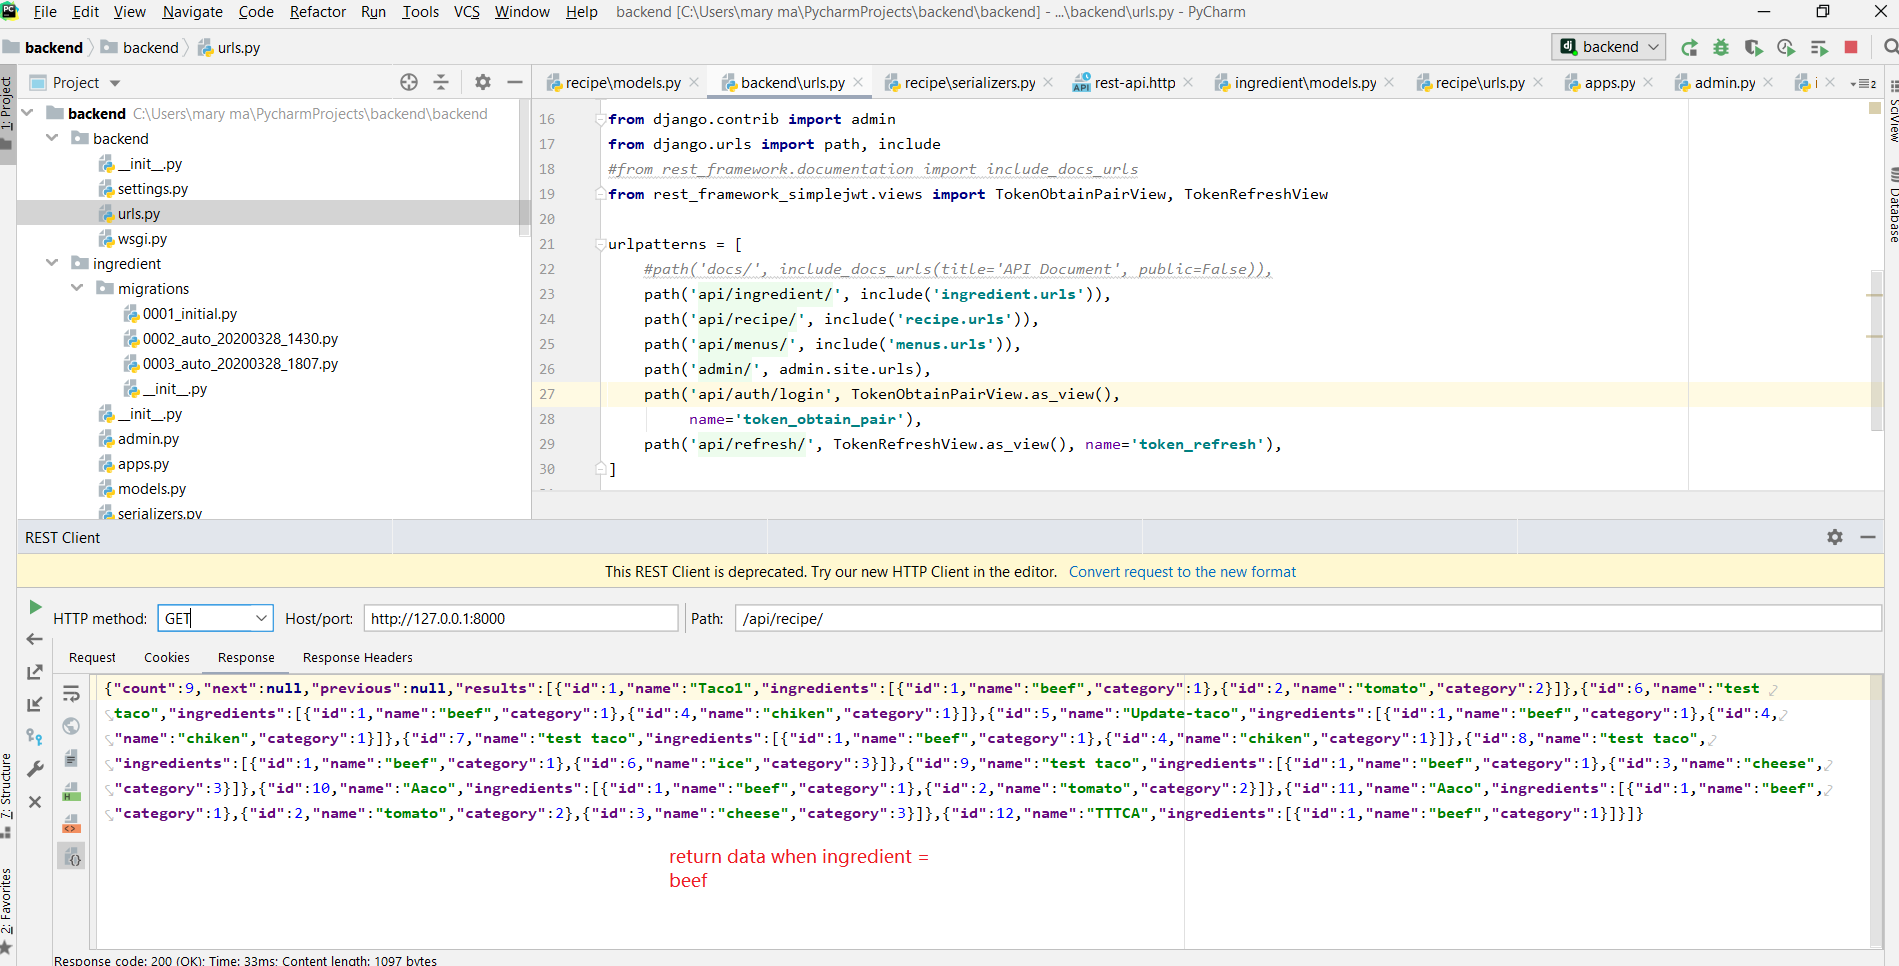 PC File Edit View Navigate Code Refactor Run Tools VCS Window Help backend [C:\Users\mary ma\PycharmProjects\backend\backend] - ...\backend\urls.py - PyCharm
backend backend urls.py dj backend
1: Project
Project recipe\models.py backend\urls.py recipe\serializers.py API rest-api.http ingredient\models.py recipe\urls.py apps.py admin.py i 2
SciView
Database
backend C:\Users\mary ma\PycharmProjects\backend\backend
backend
__init__.py
settings.py
urls.py
wsgi.py
ingredient
migrations
0001_initial.py
0002_auto_20200328_1430.py
0003_auto_20200328_1807.py
__init__.py
__init__.py
admin.py
apps.py
models.py
serializers.py
16 from django.contrib import admin
17 from django.urls import path, include
18 #from rest_framework.documentation import include_docs_urls
19 from rest_framework_simplejwt.views import TokenObtainPairView, TokenRefreshView
20
21 urlpatterns = [
22 #path('docs/', include_docs_urls(title='API Document', public=False)),
23 path('api/ingredient/', include('ingredient.urls')),
24 path('api/recipe/', include('recipe.urls')),
25 path('api/menus/', include('menus.urls')),
26 path('admin/', admin.site.urls),
27 path('api/auth/login', TokenObtainPairView.as_view(),
28 name='token_obtain_pair'),
29 path('api/refresh/', TokenRefreshView.as_view(), name='token_refresh'),
30 ]
REST Client
This REST Client is deprecated. Try our new HTTP Client in the editor. Convert request to the new format
HTTP method: GET Host/port: http://127.0.0.1:8000 Path: /api/recipe/
Request Cookies Response Response Headers
{"count":9,"next":null,"previous":null,"results":[{"id":1,"name":"Taco1","ingredients":[{"id":1,"name":"beef","category":1},{"id":2,"name":"tomato","category":2}]},{"id":6,"name":"test
taco","ingredients":[{"id":1,"name":"beef","category":1},{"id":4,"name":"chiken","category":1}]},{"id":5,"name":"Update-taco","ingredients":[{"id":1,"name":"beef","category":1},{"id":4,
"name":"chiken","category":1}]},{"id":7,"name":"test taco","ingredients":[{"id":1,"name":"beef","category":1},{"id":4,"name":"chiken","category":1}]},{"id":8,"name":"test taco",
"ingredients":[{"id":1,"name":"beef","category":1},{"id":6,"name":"ice","category":3}]},{"id":9,"name":"test taco","ingredients":[{"id":1,"name":"beef","category":1},{"id":3,"name":"cheese",
"category":3}]},{"id":10,"name":"Aaco","ingredients":[{"id":1,"name":"beef","category":1},{"id":2,"name":"tomato","category":2}]},{"id":11,"name":"Aaco","ingredients":[{"id":1,"name":"beef",
"category":1},{"id":2,"name":"tomato","category":2},{"id":3,"name":"cheese","category":3}]},{"id":12,"name":"TTTCA","ingredients":[{"id":1,"name":"beef","category":1}]}]}
7: Structure
2: Favorites
return data when ingredient =
beef
Response code: 200 (OK); Time: 33ms; Content length: 1097 bytes